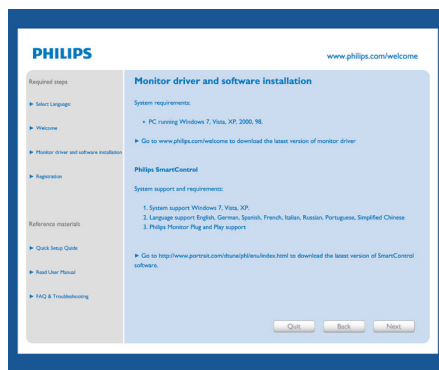 PHILIPS
www.philips.com/welcome
Required steps
► Select Language
► Welcome
► Monitor driver and software installation
► Registration
Reference materials
► Quick Setup Guide
► Read User Manual
► FAQ & Troubleshooting
Monitor driver and software installation
System requirements:
• PC running Windows 7, Vista, XP, 2000, 98.
► Go to www.philips.com/welcome to download the latest version of monitor driver
Philips SmartControl
System support and requirements:
1. System support Windows 7, Vista, XP.
2. Language support English, German, Spanish, French, Italian, Russian, Portuguese, Simplified Chinese
3. Philips Monitor Plug and Play support
► Go to http://www.portrait.com/dtune/phl/enu/index.html to download the latest version of SmartControl
software.
Quit
Back
Next